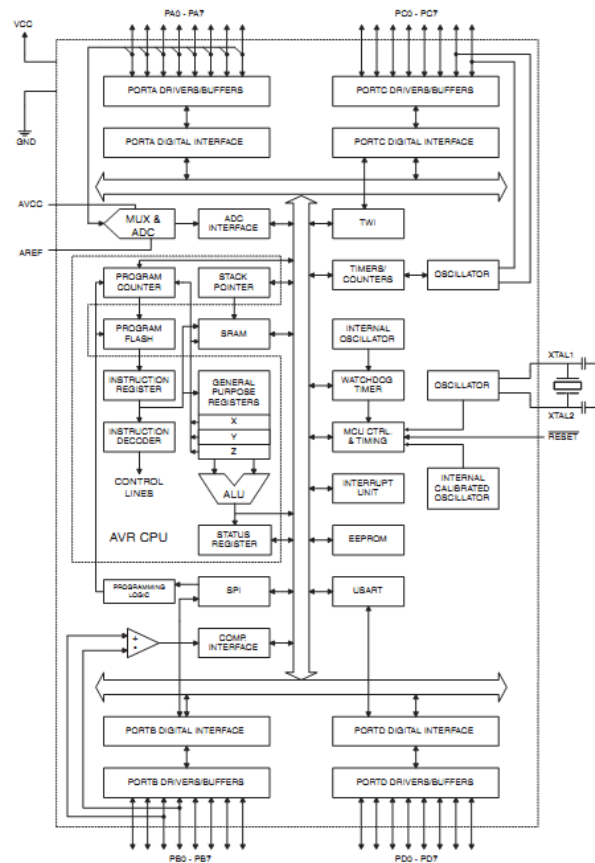 PA0 - PA7
PC0 - PC7
VCC
PORTA DRIVERS/BUFFERS
PORTC DRIVERS/BUFFERS
GND
PORTA DIGITAL INTERFACE
PORTC DIGITAL INTERFACE
AVCC
MUX &
ADC
ADC
INTERFACE
TWI
AREF
PROGRAM
COUNTER
STACK
POINTER
TIMERS/
COUNTERS
OSCILLATOR
PROGRAM
FLASH
SRAM
INTERNAL
OSCILLATOR
XTAL1
INSTRUCTION
REGISTER
GENERAL
PURPOSE
REGISTERS
WATCHDOG
TIMER
OSCILLATOR
XTAL2
X
INSTRUCTION
DECODER
Y
MCU CTRL.
& TIMING
RESET
Z
CONTROL
LINES
ALU
INTERRUPT
UNIT
INTERNAL
CALIBRATED
OSCILLATOR
AVR CPU
STATUS
REGISTER
EEPROM
PROGRAMMING
LOGIC
SPI
USART
+
-
COMP.
INTERFACE
PORTB DIGITAL INTERFACE
PORTD DIGITAL INTERFACE
PORTB DRIVERS/BUFFERS
PORTD DRIVERS/BUFFERS
PB0 - PB7
PD0 - PD7